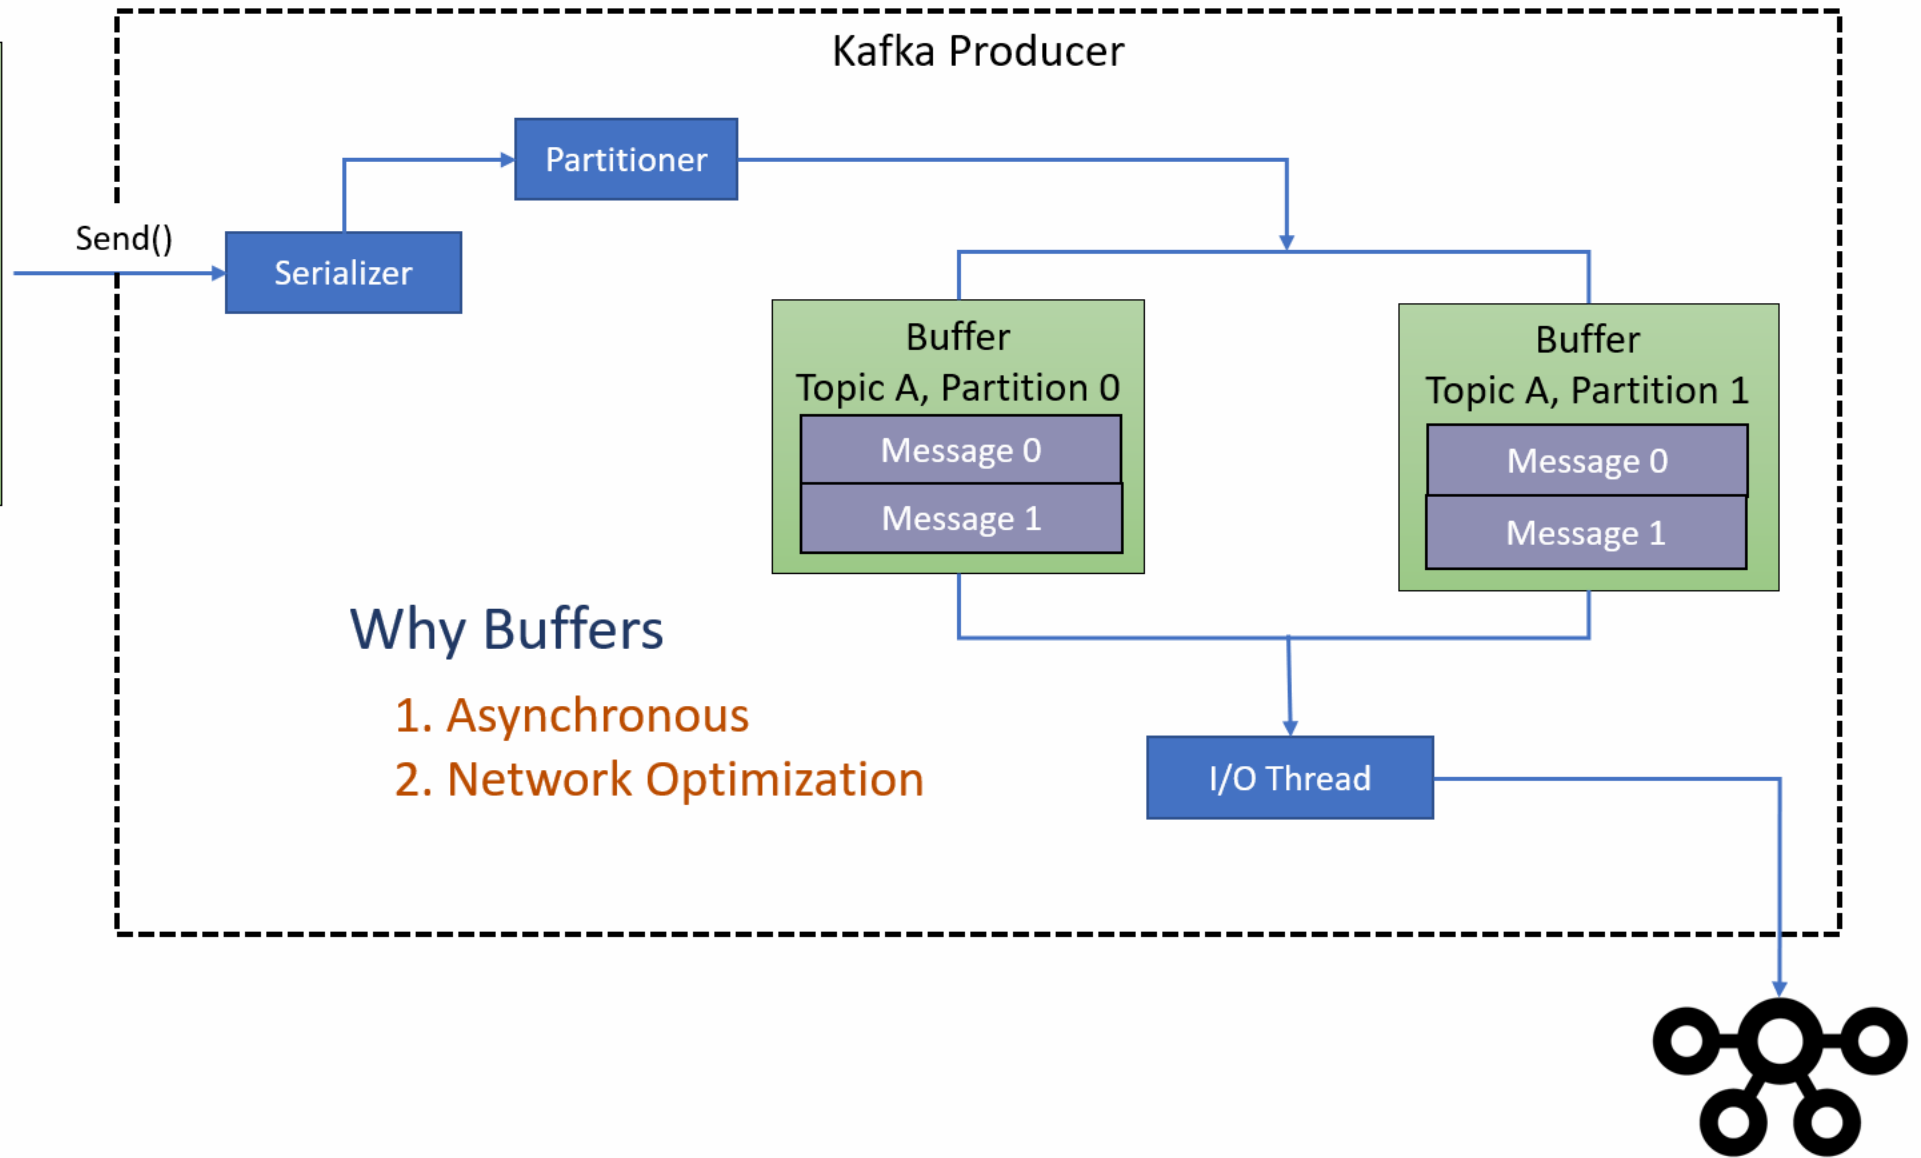 Kafka Producer
Partitioner
Send()
Serializer
Buffer
Topic A, Partition 0
Message 0
Message 1
Buffer
Topic A, Partition 1
Message 0
Message 1
Why Buffers
1. Asynchronous
2. Network Optimization
I/O Thread